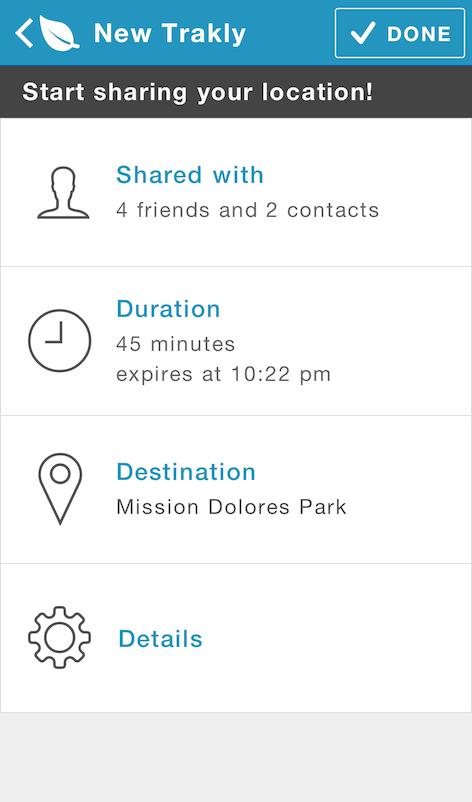 New Trakly
DONE
Start sharing your location!
Shared with
4 friends and 2 contacts
Duration
45 minutes
expires at 10:22 pm
Destination
Mission Dolores Park
Details